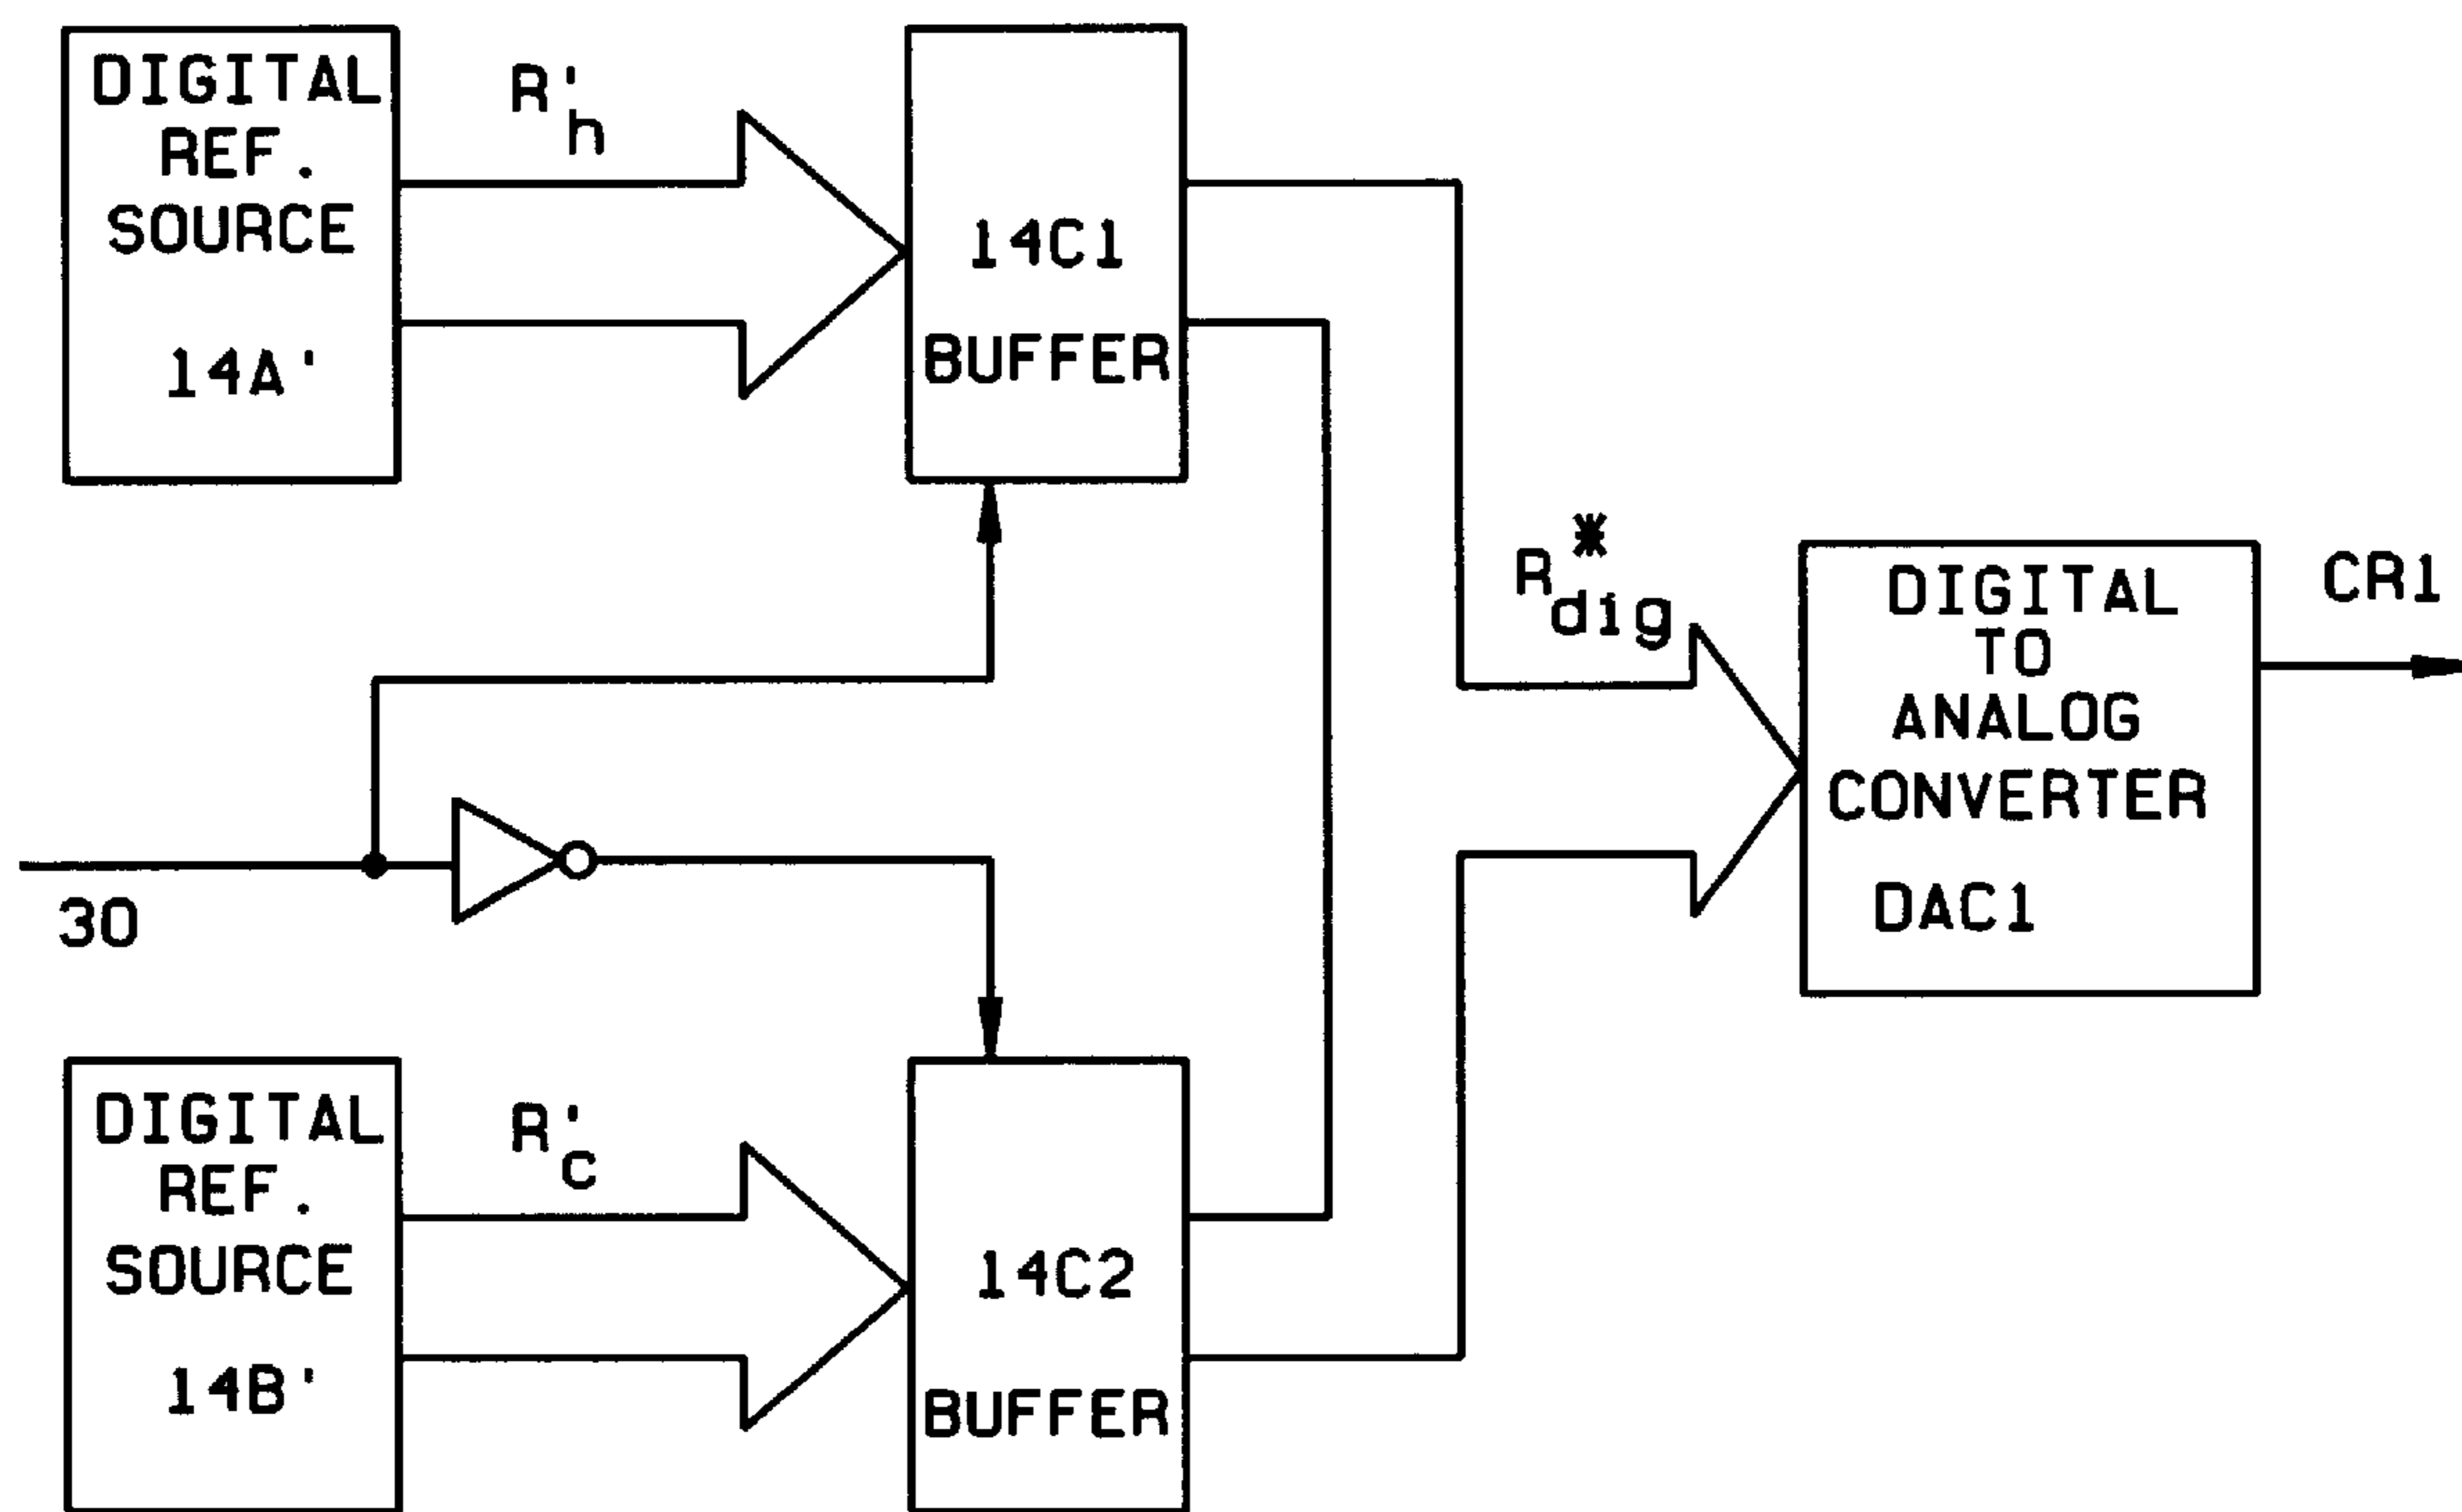 DIGITAL
REF.
SOURCE
14A'
R'h
14C1
BUFFER
R*dig
DIGITAL
TO
ANALOG
CONVERTER
DAC1
CR1
30
DIGITAL
REF.
SOURCE
14B'
R'c
14C2
BUFFER